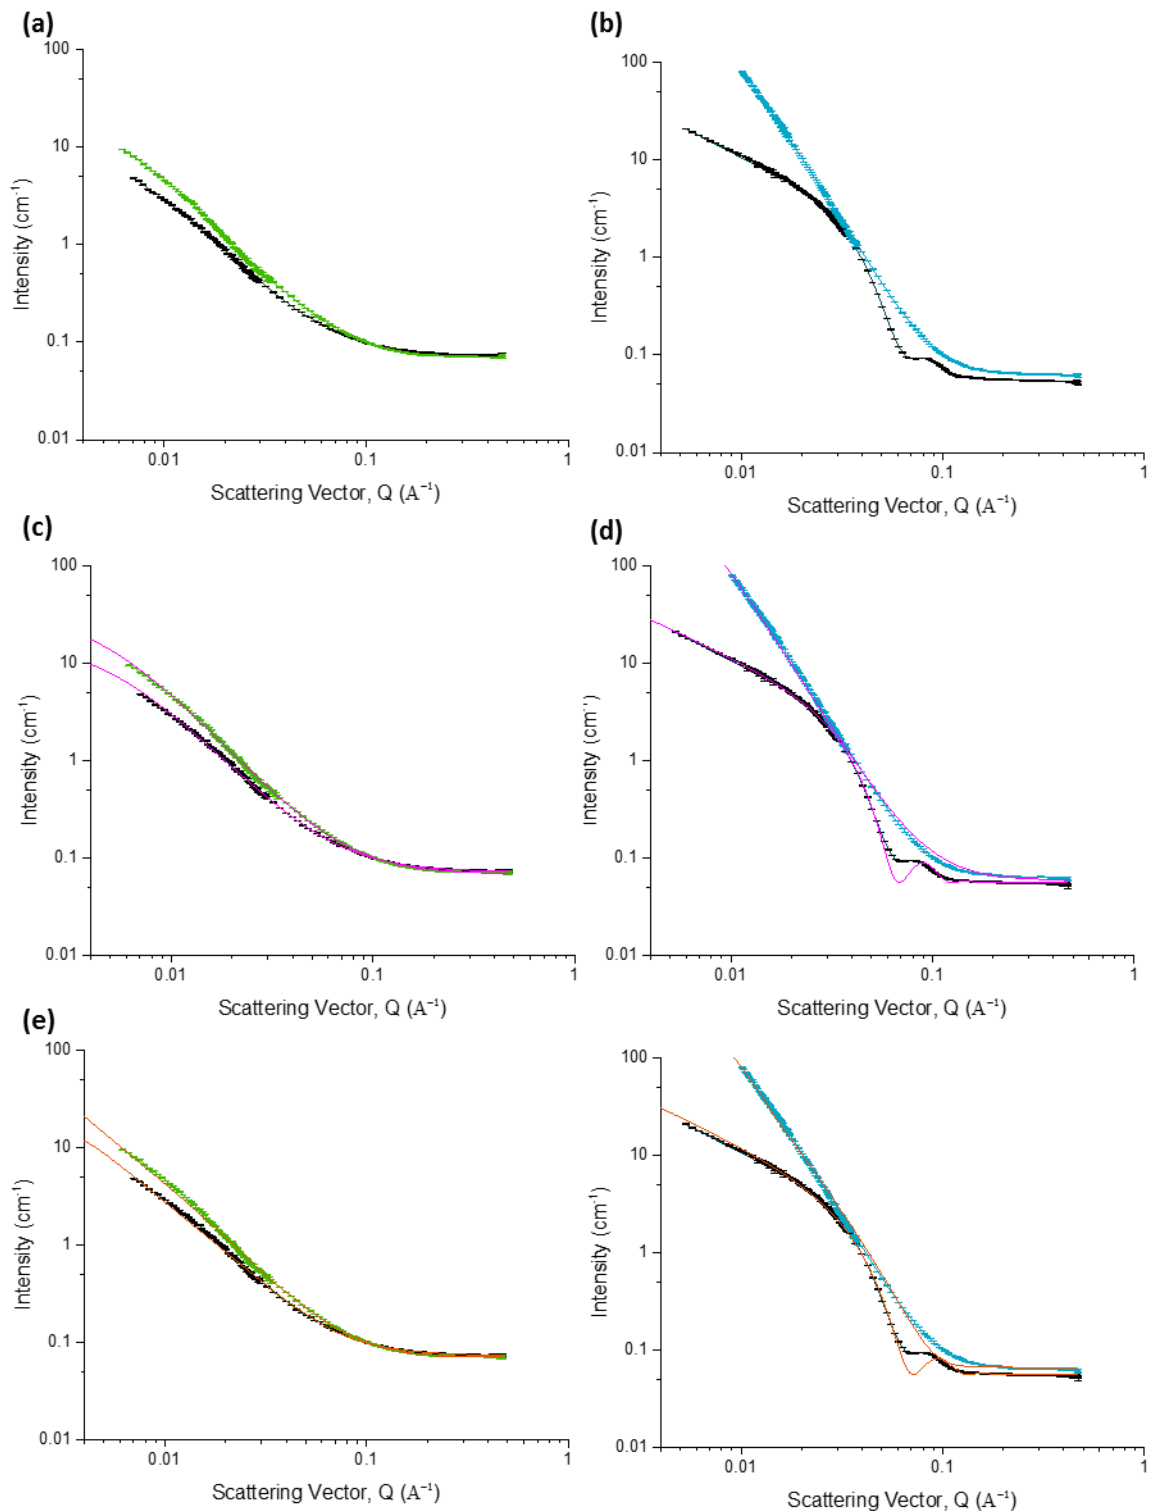 (a)
100
10
1
0.1
0.01
Intensity (cm⁻¹)
0.01 0.1 1
Scattering Vector, Q (A⁻¹)
(b)
100
10
1
0.1
0.01
Intensity (cm⁻¹)
0.01 0.1 1
Scattering Vector, Q (A⁻¹)
(c)
100
10
1
0.1
0.01
Intensity (cm⁻¹)
0.01 0.1 1
Scattering Vector, Q (A⁻¹)
(d)
100
10
1
0.1
0.01
Intensity (cm⁻¹)
0.01 0.1 1
Scattering Vector, Q (A⁻¹)
(e)
100
10
1
0.1
0.01
Intensity (cm⁻¹)
0.01 0.1 1
Scattering Vector, Q (A⁻¹)
100
10
1
0.1
0.01
Intensity (cm⁻¹)
0.01 0.1 1
Scattering Vector, Q (A⁻¹)